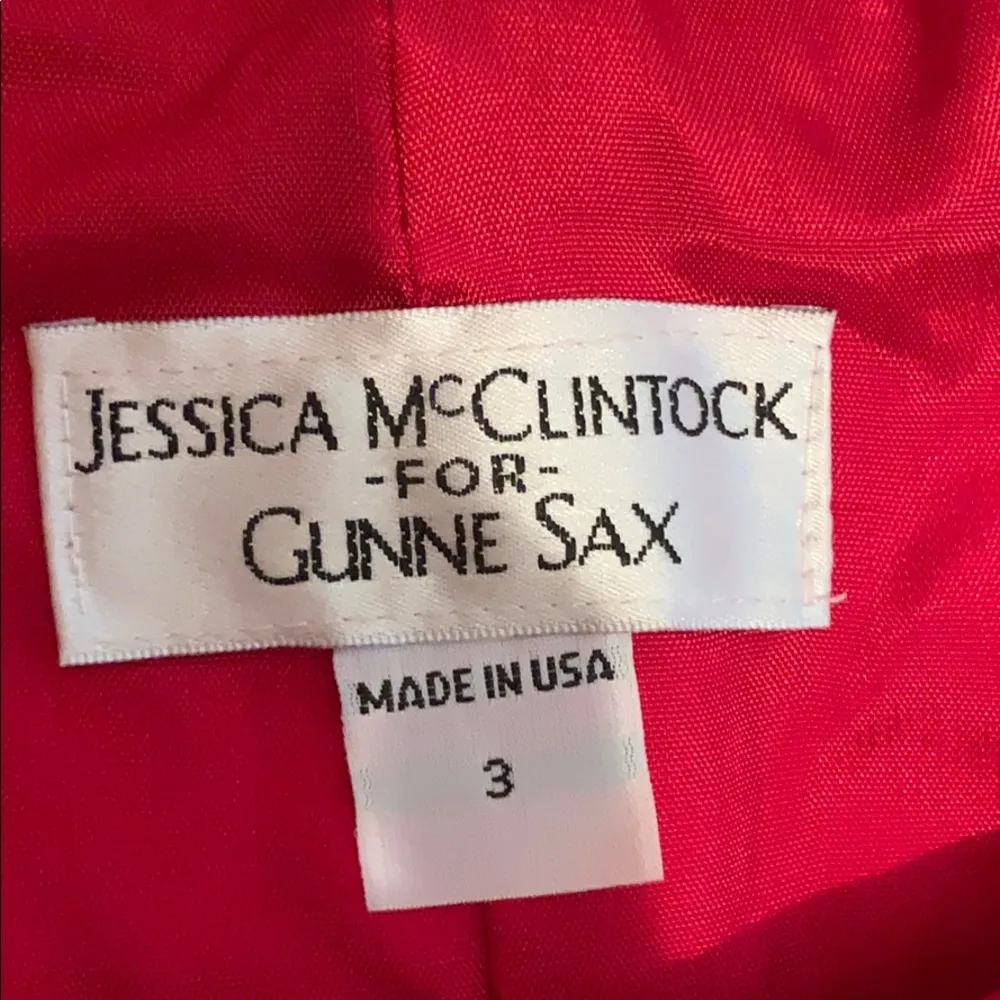 JESSICA McCLINTOCK
-FOR-
GUNNE SAX
MADE IN USA
3